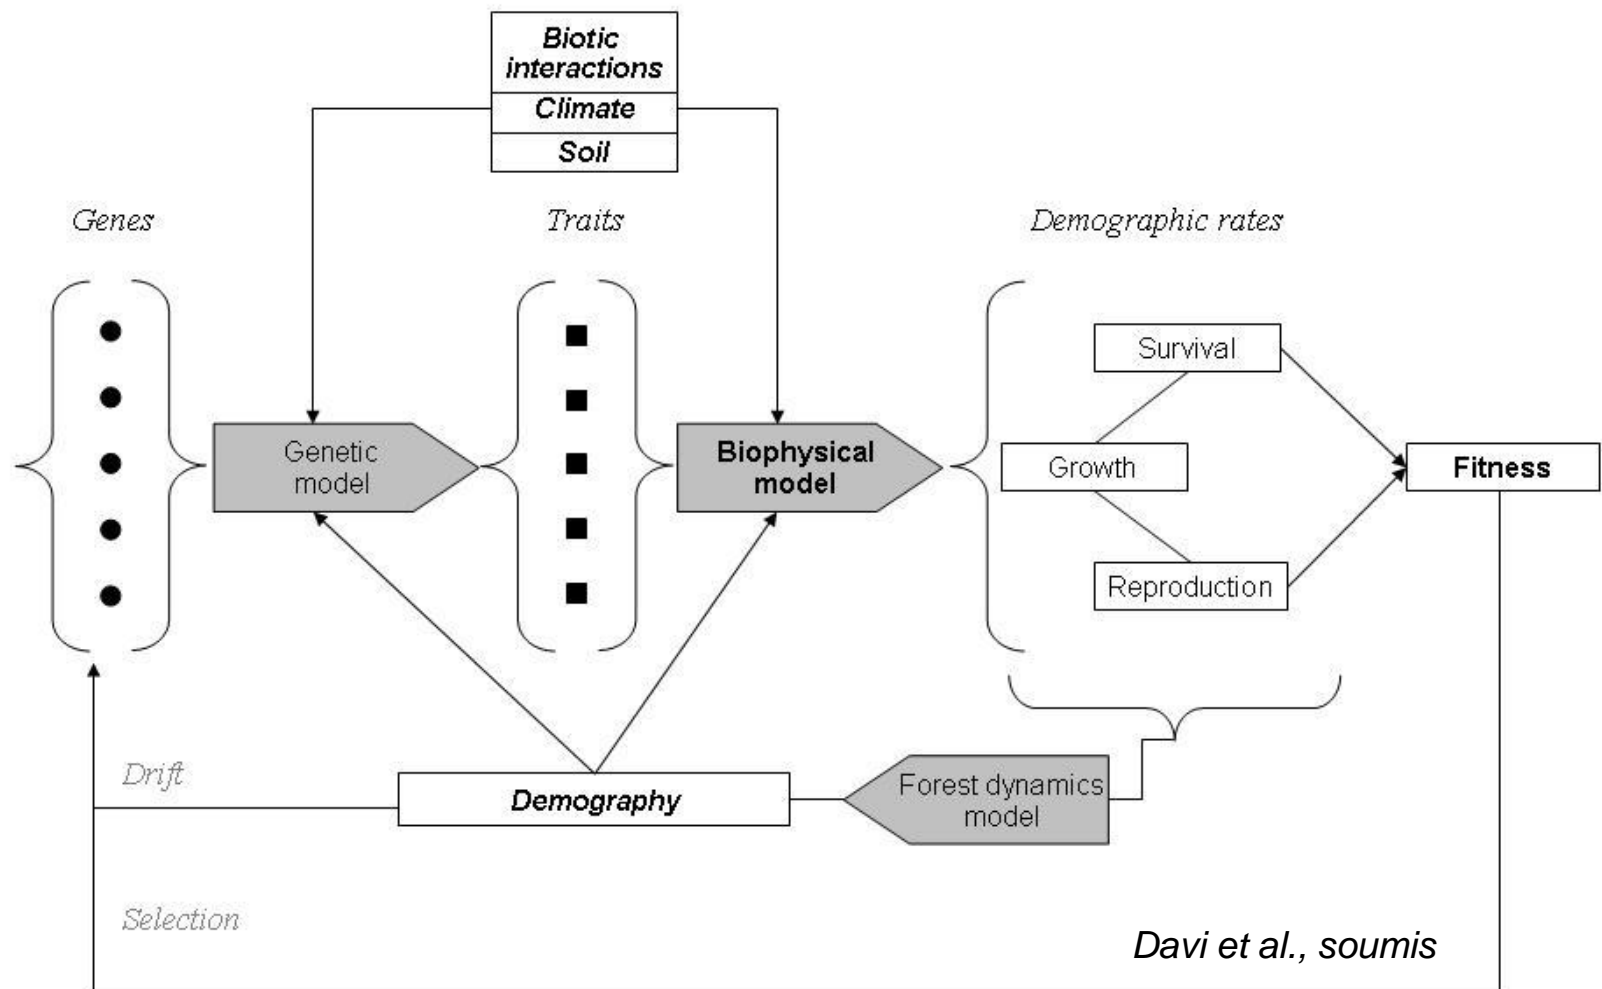 Biotic
interactions
Climate
Soil
Genes
Traits
Demographic rates
Survival
Genetic
model
Biophysical
model
Growth
Fitness
Reproduction
Drift
Demography
Forest dynamics
model
Selection
Davi et al., soumis